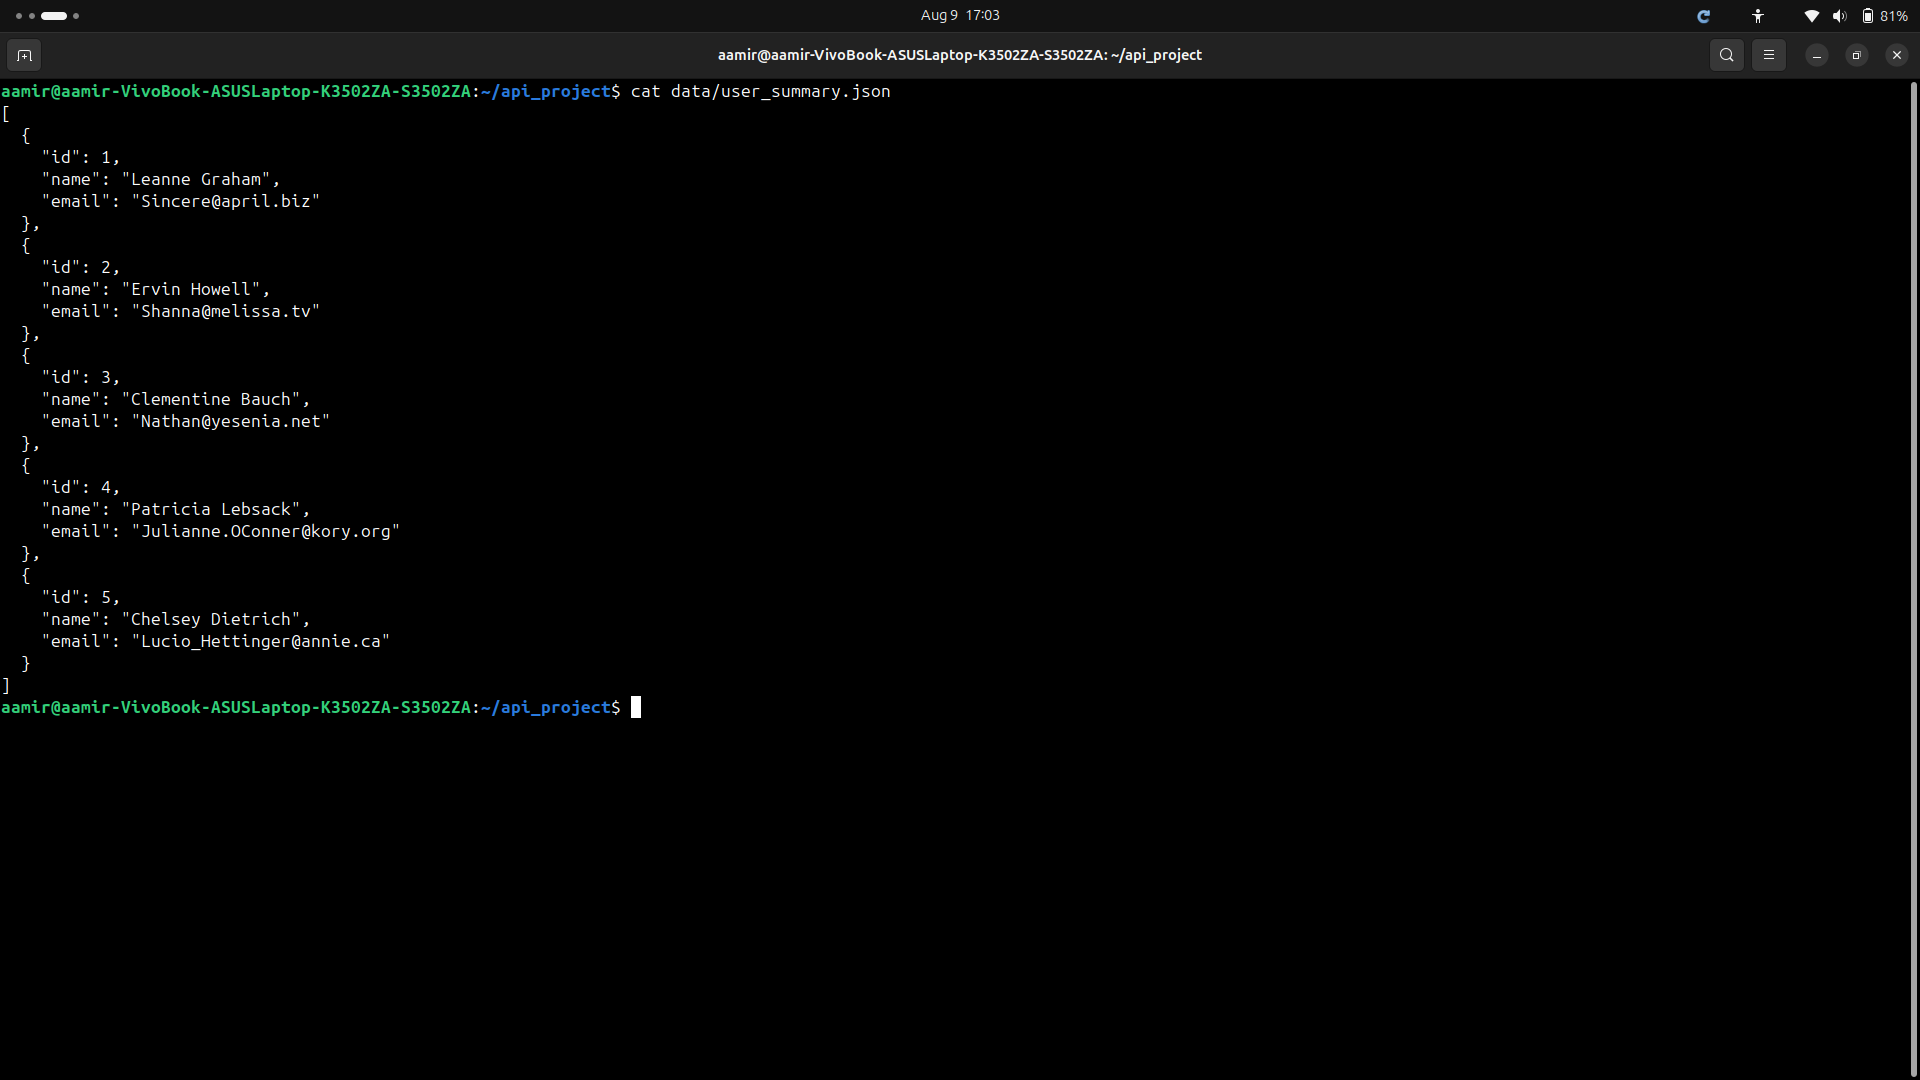 Aug 9 17:03
81%
aamir@aamir-VivoBook-ASUSLaptop-K3502ZA-S3502ZA: ~/api_project
aamir@aamir-VivoBook-ASUSLaptop-K3502ZA-S3502ZA:~/api_project$ cat data/user_summary.json
[
  {
    "id": 1,
    "name": "Leanne Graham",
    "email": "Sincere@april.biz"
  },
  {
    "id": 2,
    "name": "Ervin Howell",
    "email": "Shanna@melissa.tv"
  },
  {
    "id": 3,
    "name": "Clementine Bauch",
    "email": "Nathan@yesenia.net"
  },
  {
    "id": 4,
    "name": "Patricia Lebsack",
    "email": "Julianne.OConner@kory.org"
  },
  {
    "id": 5,
    "name": "Chelsey Dietrich",
    "email": "Lucio_Hettinger@annie.ca"
  }
]
aamir@aamir-VivoBook-ASUSLaptop-K3502ZA-S3502ZA:~/api_project$